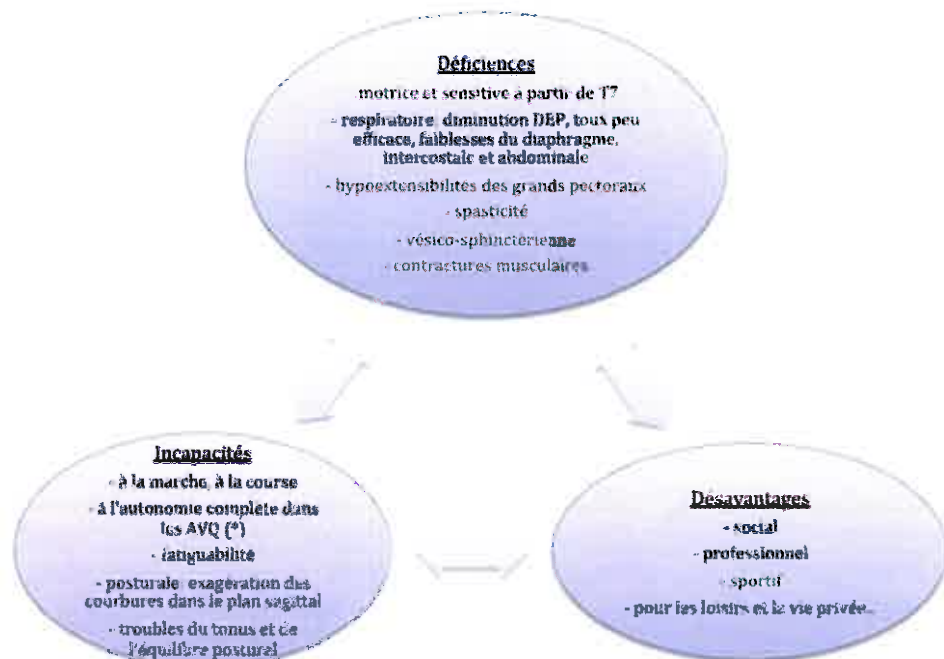 Déficiences
motrice et sensitive à partir de T7
- respiratoire, diminution DEP, toux peu
efficace, faiblesses du diaphragme,
intercostale et abdominale
- hypoextensibilités des grands pectoraux
- spasticité
- vésico-sphinctérienne
- contractures musculaires
Incapacités
- à la marche, à la course
- à l'autonomie complète dans
les AVQ (*)
- fatiguabilité
- posturale, exagération des
courbures dans le plan sagittal
- troubles du tonus et de
l'équilibre postural
Désavantages
- social
- professionnel
- sportif
- pour les loisirs et la vie privée.